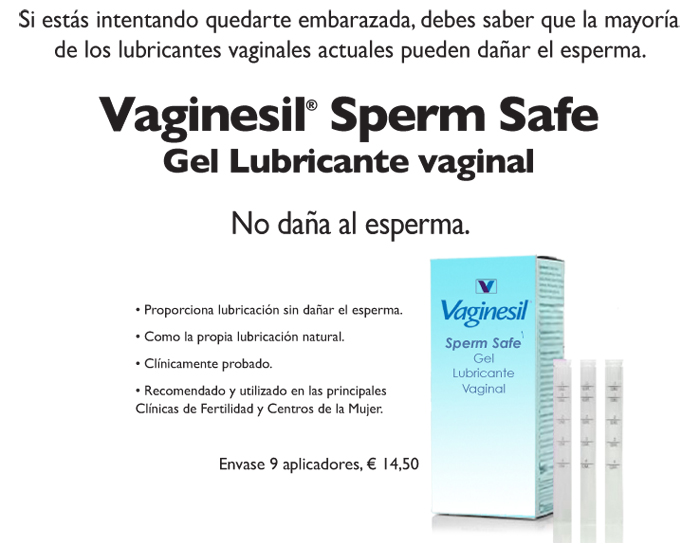 Si estás intentando quedarte embarazada, debes saber que la mayoría
de los lubricantes vaginales actuales pueden dañar el esperma.
Vaginesil® Sperm Safe
Gel Lubricante vaginal
No daña al esperma.
• Proporciona lubricación sin dañar el esperma.
• Como la propia lubricación natural.
• Clínicamente probado.
• Recomendado y utilizado en las principales
Clínicas de Fertilidad y Centros de la Mujer.
Envase 9 aplicadores, € 14,50
V
Vaginesil
Sperm Safe
Gel
Lubricante
Vaginal